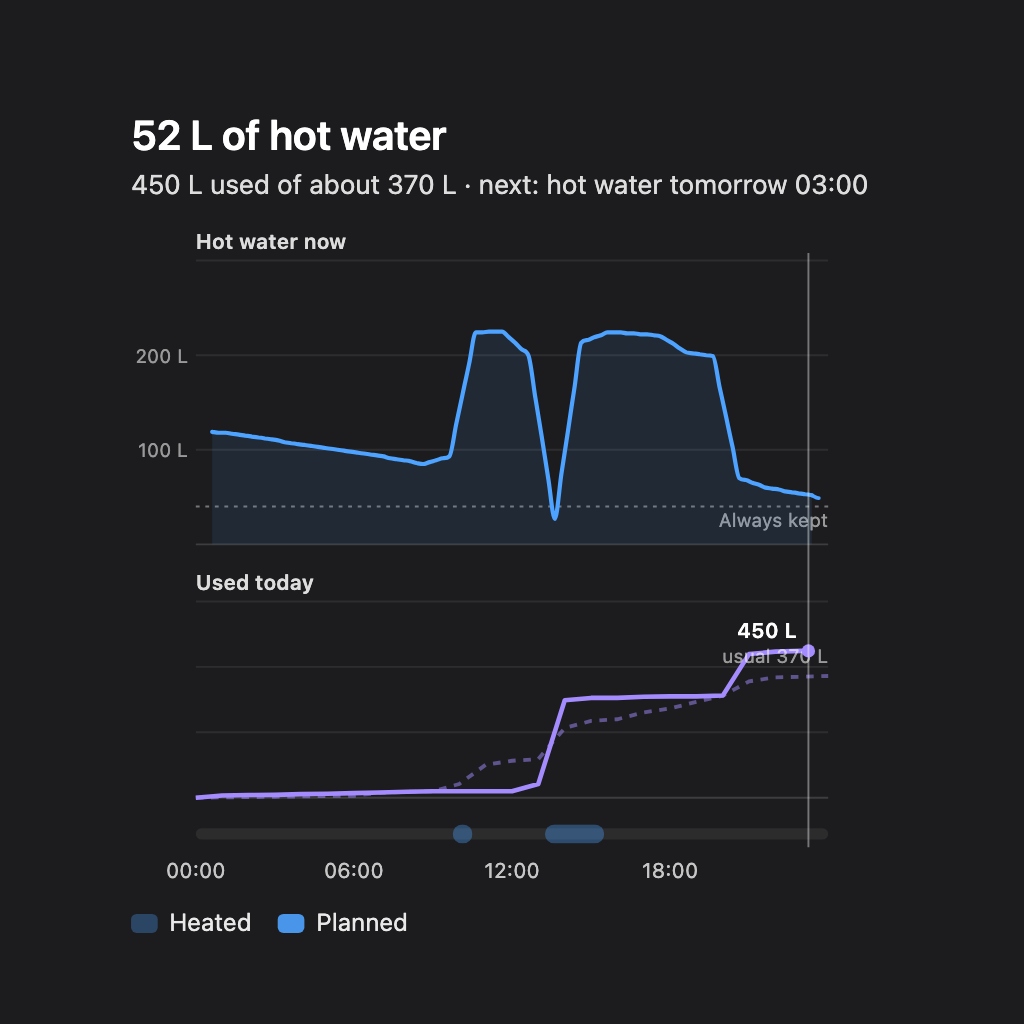 52 L of hot water
450 L used of about 370 L · next: hot water tomorrow 03:00
Hot water now
200 L
100 L
Always kept
Used today
450 L
usual 370 L
00:00 06:00 12:00 18:00
Heated Planned